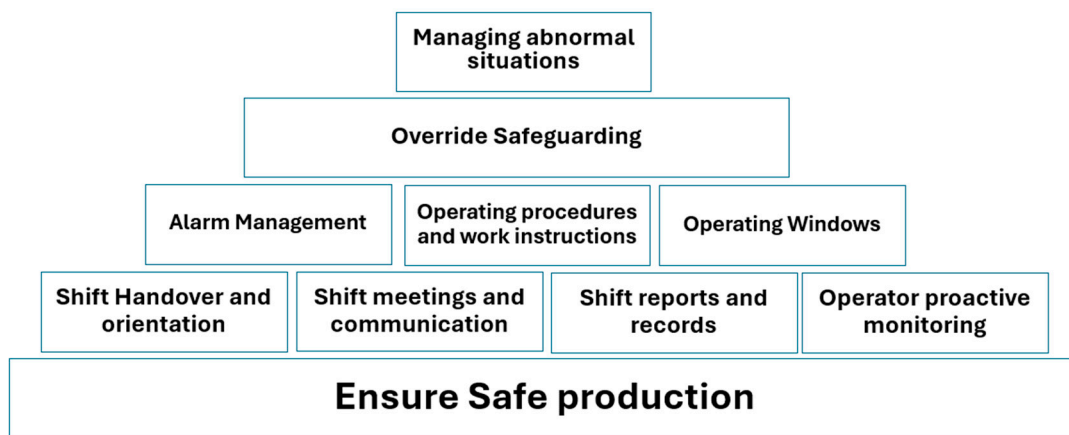 Managing abnormal
situations
Override Safeguarding
Alarm Management
Operating procedures
and work instructions
Operating Windows
Shift Handover and
orientation
Shift meetings and
communication
Shift reports and
records
Operator proactive
monitoring
Ensure Safe production